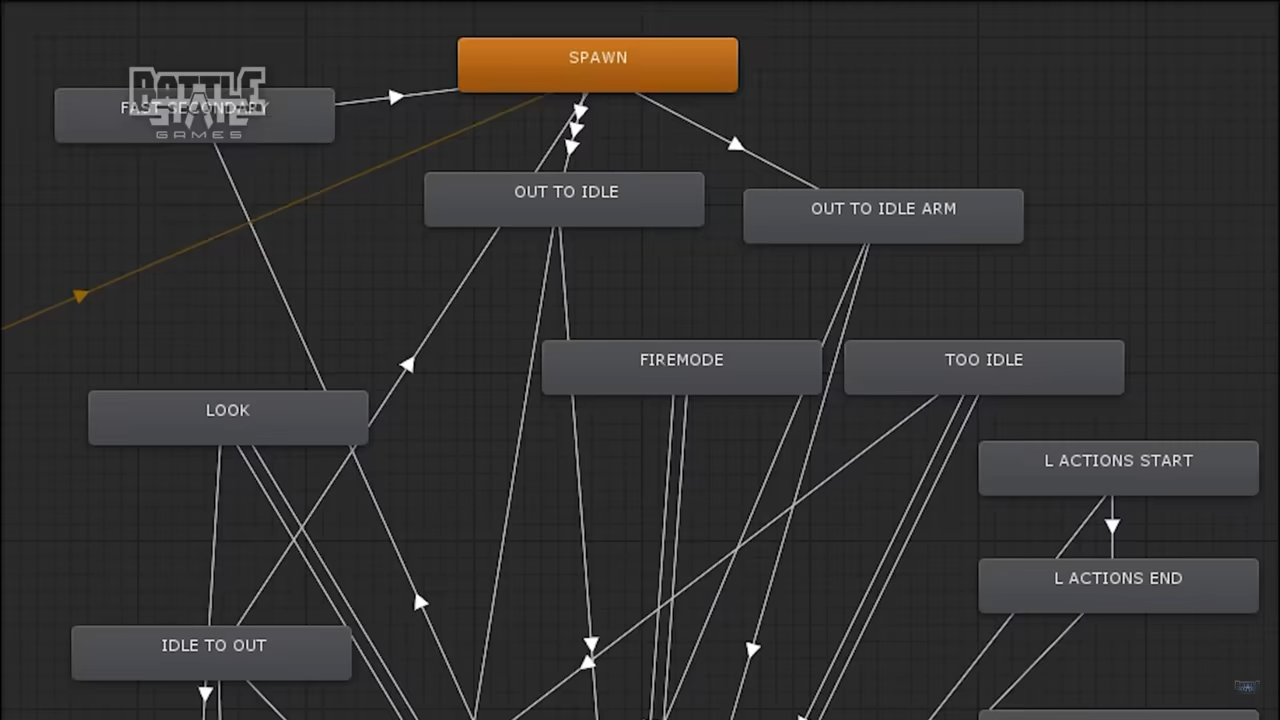 SPAWN
BATTLE
STATE
GAMES
FAST SECONDARY
OUT TO IDLE
OUT TO IDLE ARM
FIREMODE
TOO IDLE
LOOK
L ACTIONS START
L ACTIONS END
IDLE TO OUT